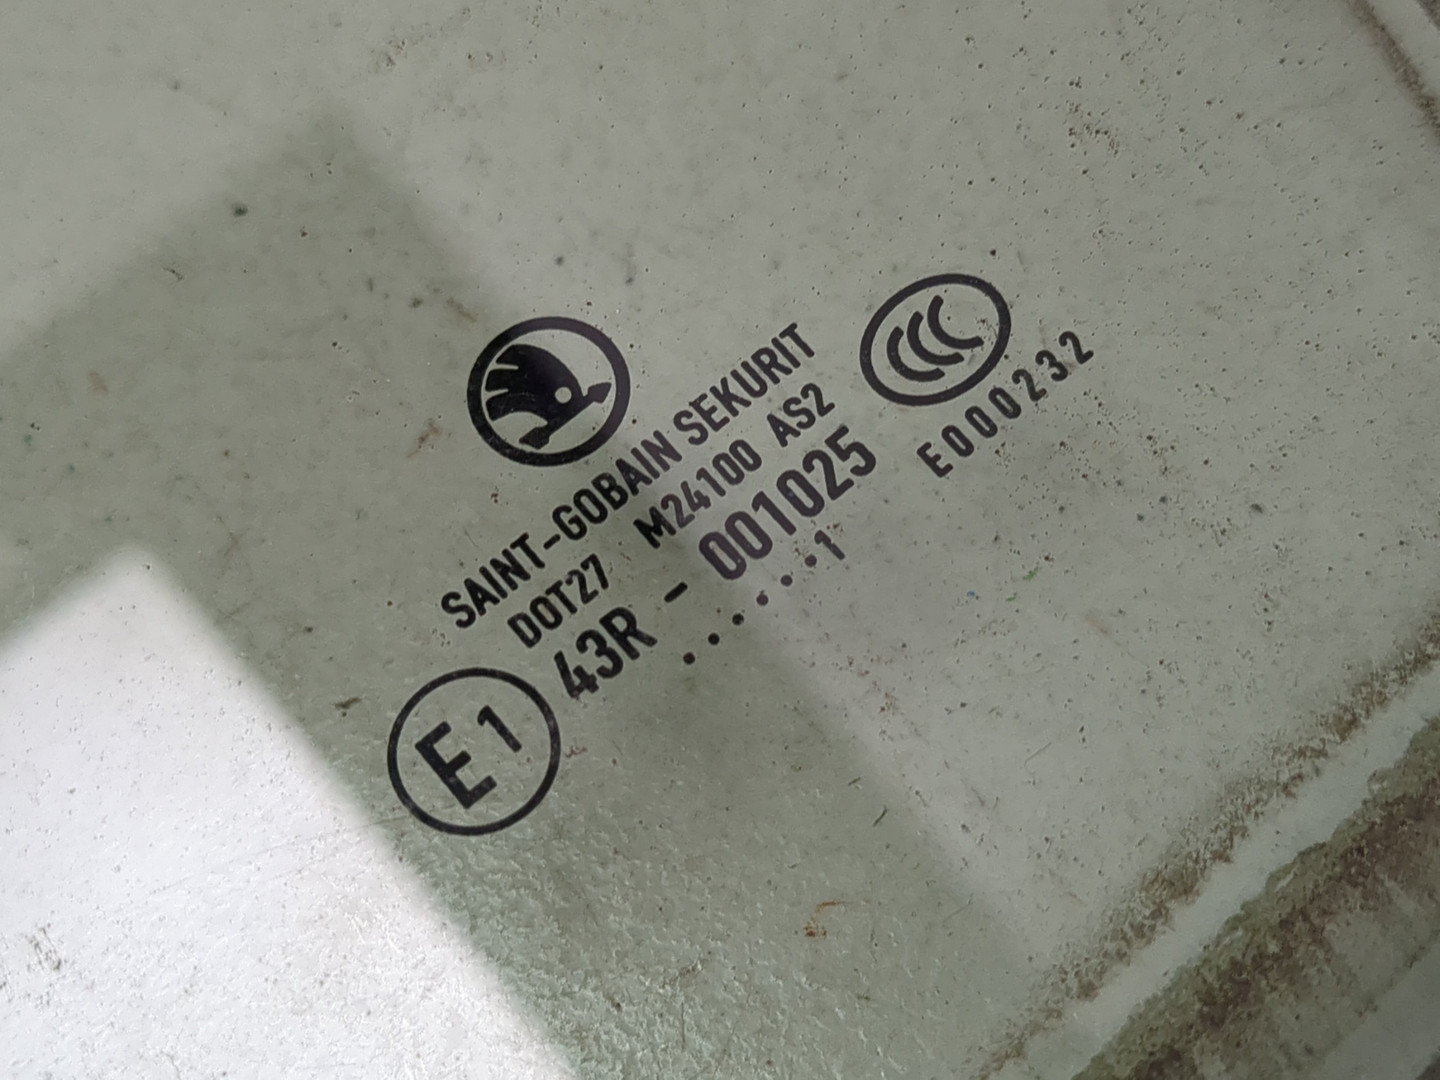 SAINT-GOBAIN SEKURIT
DOT27 M24100 AS2
43R - 001025
E000232
......1
E1